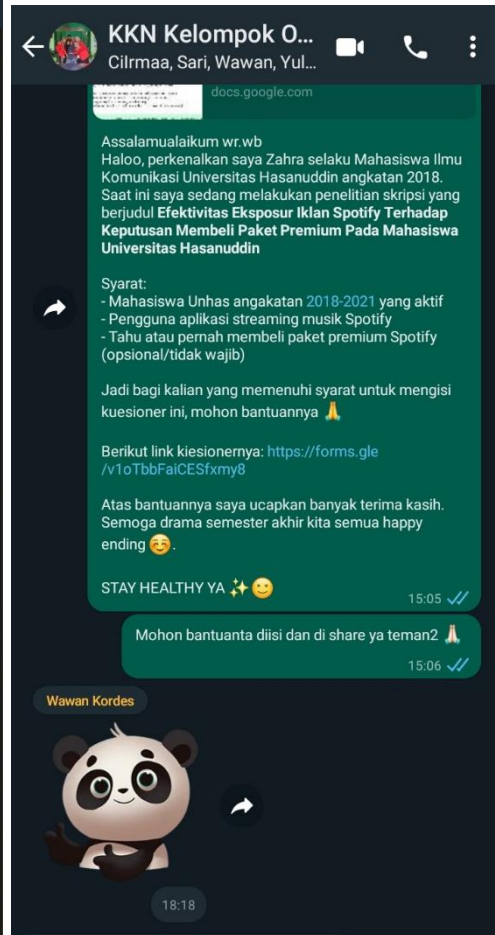 KKN Kelompok O...
Cilrmaa, Sari, Wawan, Yul...
docs.google.com
Assalamualaikum wr.wb
Haloo, perkenalkan saya Zahra selaku Mahasiswa Ilmu
Komunikasi Universitas Hasanuddin angkatan 2018.
Saat ini saya sedang melakukan penelitian skripsi yang
berjudul Efektivitas Eksposur Iklan Spotify Terhadap
Keputusan Membeli Paket Premium Pada Mahasiswa
Universitas Hasanuddin
Syarat:
- Mahasiswa Unhas angakatan 2018-2021 yang aktif
- Pengguna aplikasi streaming musik Spotify
- Tahu atau pernah membeli paket premium Spotify
(opsional/tidak wajib)
Jadi bagi kalian yang memenuhi syarat untuk mengisi
kuesioner ini, mohon bantuannya 🙏
Berikut link kiesionernya: https://forms.gle
/v1oTbbFaiCESfxmy8
Atas bantuannya saya ucapkan banyak terima kasih.
Semoga drama semester akhir kita semua happy
ending ☺️.
STAY HEALTHY YA ✨🙂
15:05
Mohon bantuanta diisi dan di share ya teman2 🙏🏻
15:06
Wawan Kordes
18:18